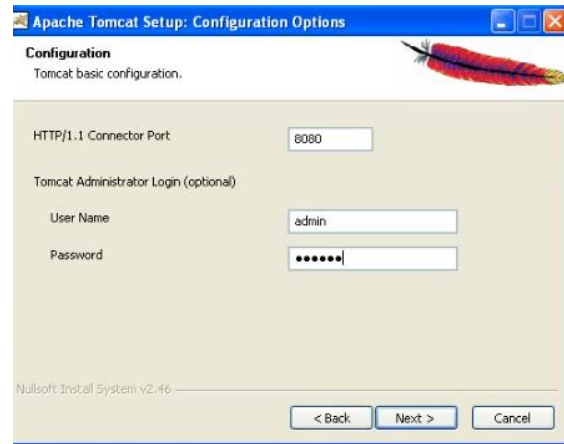 Apache Tomcat Setup: Configuration Options
Configuration
Tomcat basic configuration.
HTTP/1.1 Connector Port 8080
Tomcat Administrator Login (optional)
User Name admin
Password ●●●●●●
Nullsoft Install System v2.46
< Back Next > Cancel